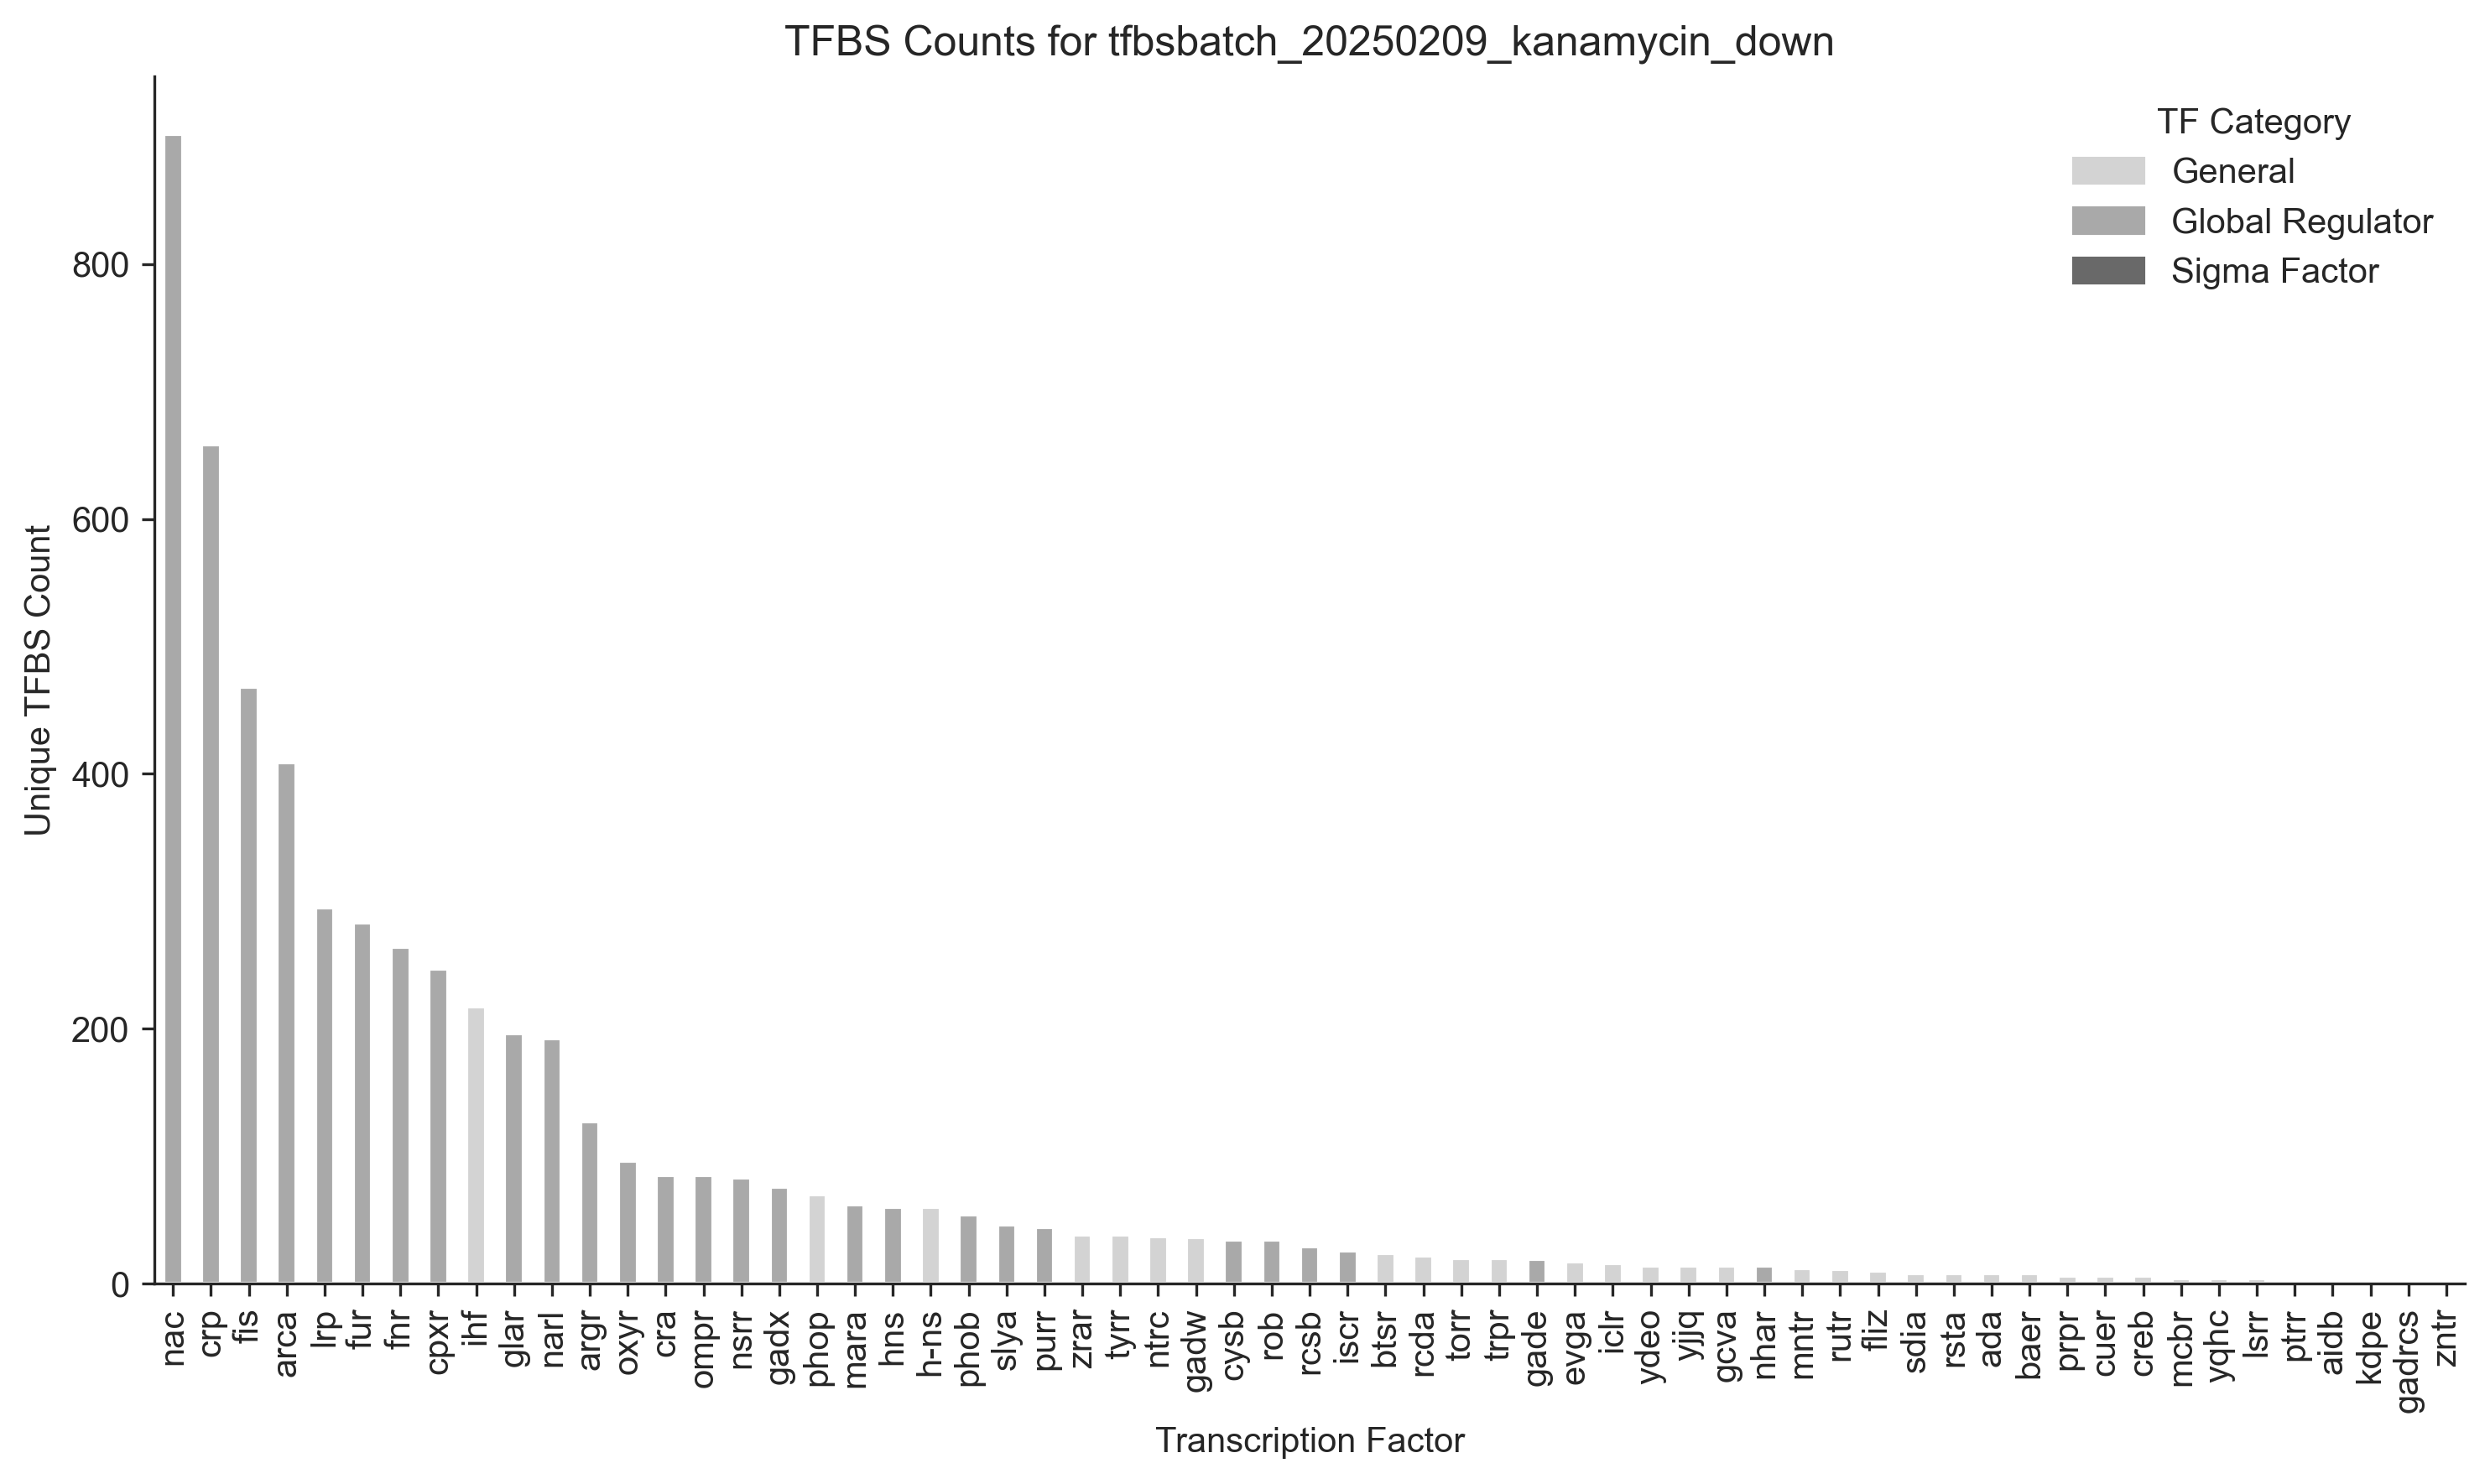 TFBS Counts for tfbsbatch_20250209_kanamycin_down
TF Category
General
Global Regulator
Sigma Factor
Unique TFBS Count
800
600
400
200
0
nac
crp
fis
arca
lrp
fur
fnr
cpxr
ihf
glar
narl
argr
oxyr
cra
ompr
nsrr
gadx
phop
mara
hns
h-ns
phob
slya
purr
zrar
tyrr
ntrc
gadw
cysb
rob
rcsb
iscr
btsr
rcda
torr
trpr
gade
evga
iclr
ydeo
yjjq
gcva
nhar
mntr
rutr
fliz
sdia
rsta
ada
baer
prpr
cuer
creb
mcbr
yqhc
lsrr
ptrr
aidb
kdpe
gadrcs
zntr
Transcription Factor